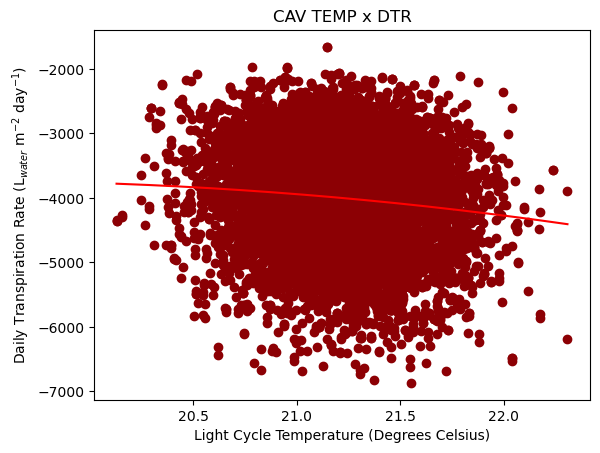 CAV TEMP x DTR
Daily Transpiration Rate (L$_{water}$ m$^{-2}$ day$^{-1}$)
−2000
−3000
−4000
−5000
−6000
−7000
20.5 21.0 21.5 22.0
Light Cycle Temperature (Degrees Celsius)